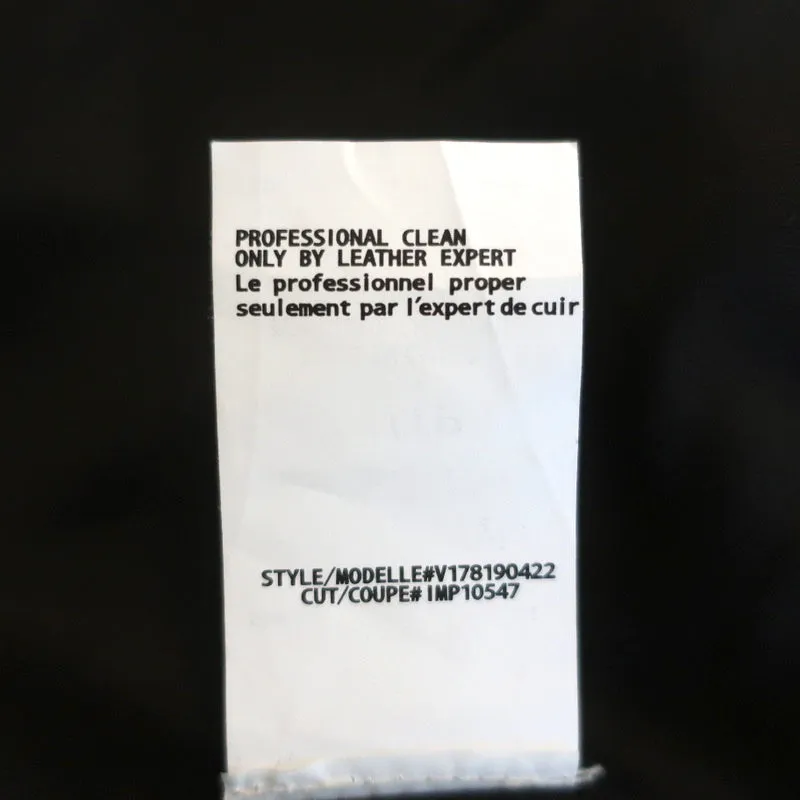 PROFESSIONAL CLEAN
ONLY BY LEATHER EXPERT
Le professionnel proper
seulement par l'expert de cuir
STYLE/MODELLE#V178190422
CUT/COUPE# IMP10547